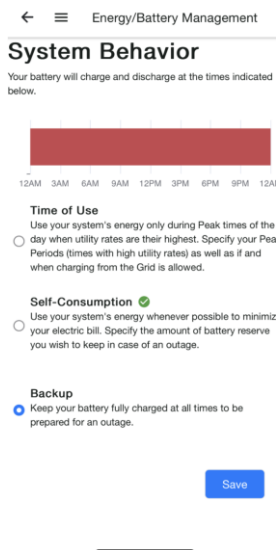 Energy/Battery Management
System Behavior
Your battery will charge and discharge at the times indicated
below.
12AM 3AM 6AM 9AM 12PM 3PM 6PM 9PM 12A
Time of Use
Use your system's energy only during Peak times of the
day when utility rates are their highest. Specify your Pea
Periods (times with high utility rates) as well as if and
when charging from the Grid is allowed.
Self-Consumption
Use your system's energy whenever possible to minimiz
your electric bill. Specify the amount of battery reserve
you wish to keep in case of an outage.
Backup
Keep your battery fully charged at all times to be
prepared for an outage.
Save